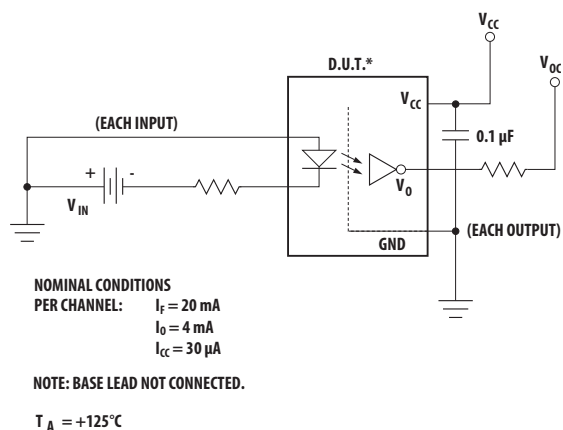 V_CC
D.U.T.*
V_OC
V_CC
(EACH INPUT)
0.1 µF
+ -
V_O
V_IN
(EACH OUTPUT)
GND
NOMINAL CONDITIONS
PER CHANNEL: I_F = 20 mA
I_O = 4 mA
I_CC = 30 µA
NOTE: BASE LEAD NOT CONNECTED.
T_A = +125°C